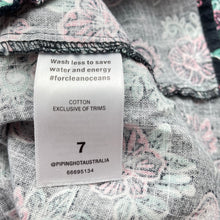 Wash less to save
water and energy
#forcleanoceans
COTTON
EXCLUSIVE OF TRIMS
7
@PIPINGHOTAUSTRALIA
66695134